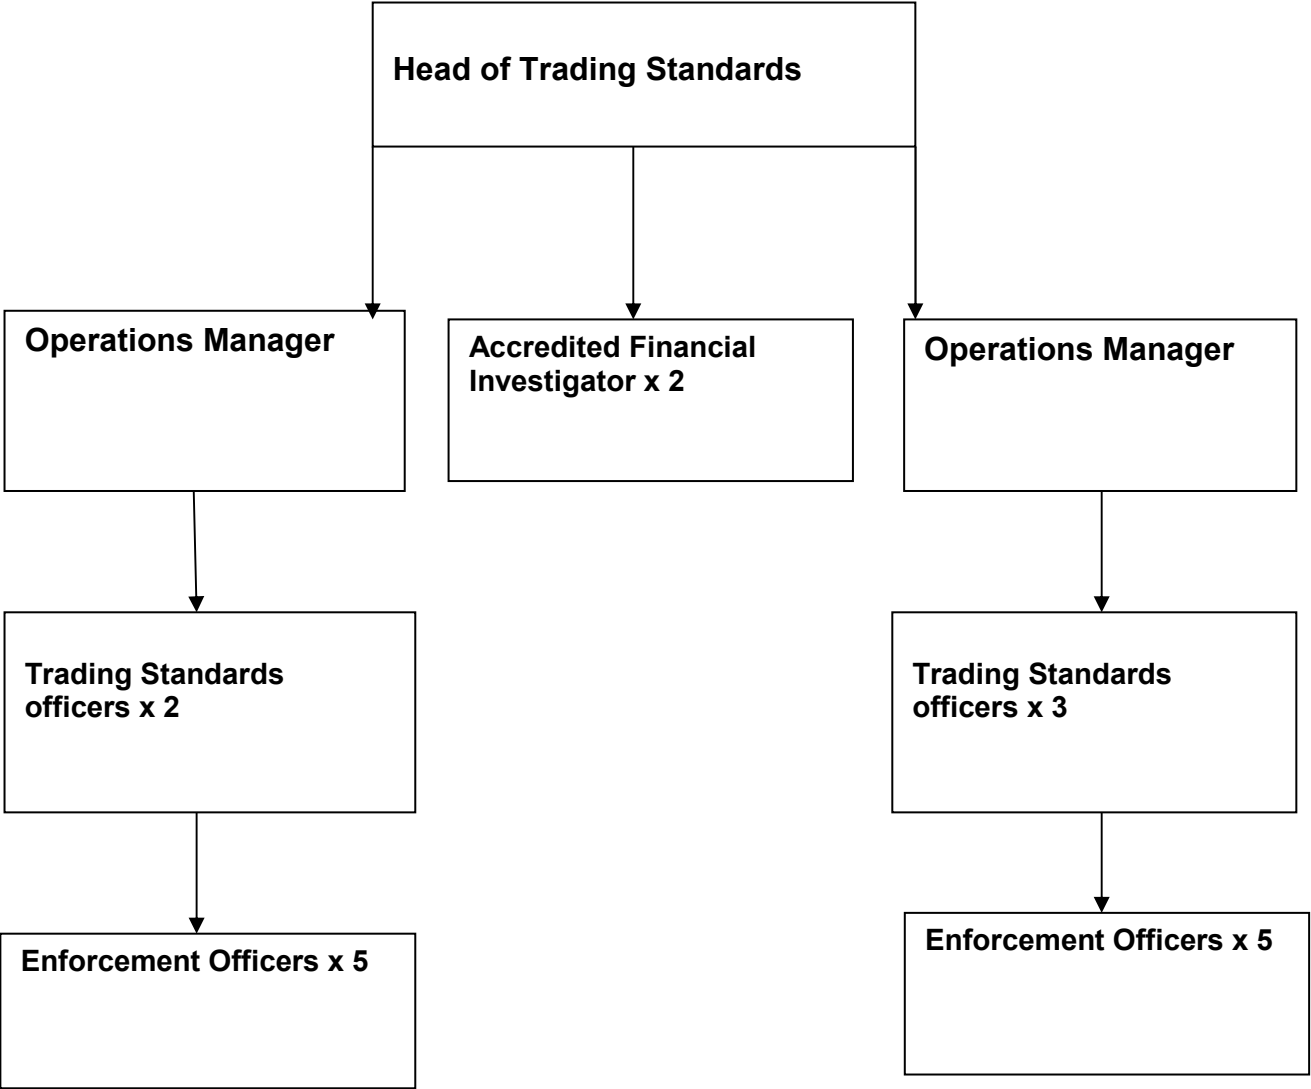 Head of Trading Standards
Operations Manager
Accredited Financial
Investigator x 2
Operations Manager
Trading Standards
officers x 2
Trading Standards
officers x 3
Enforcement Officers x 5
Enforcement Officers x 5